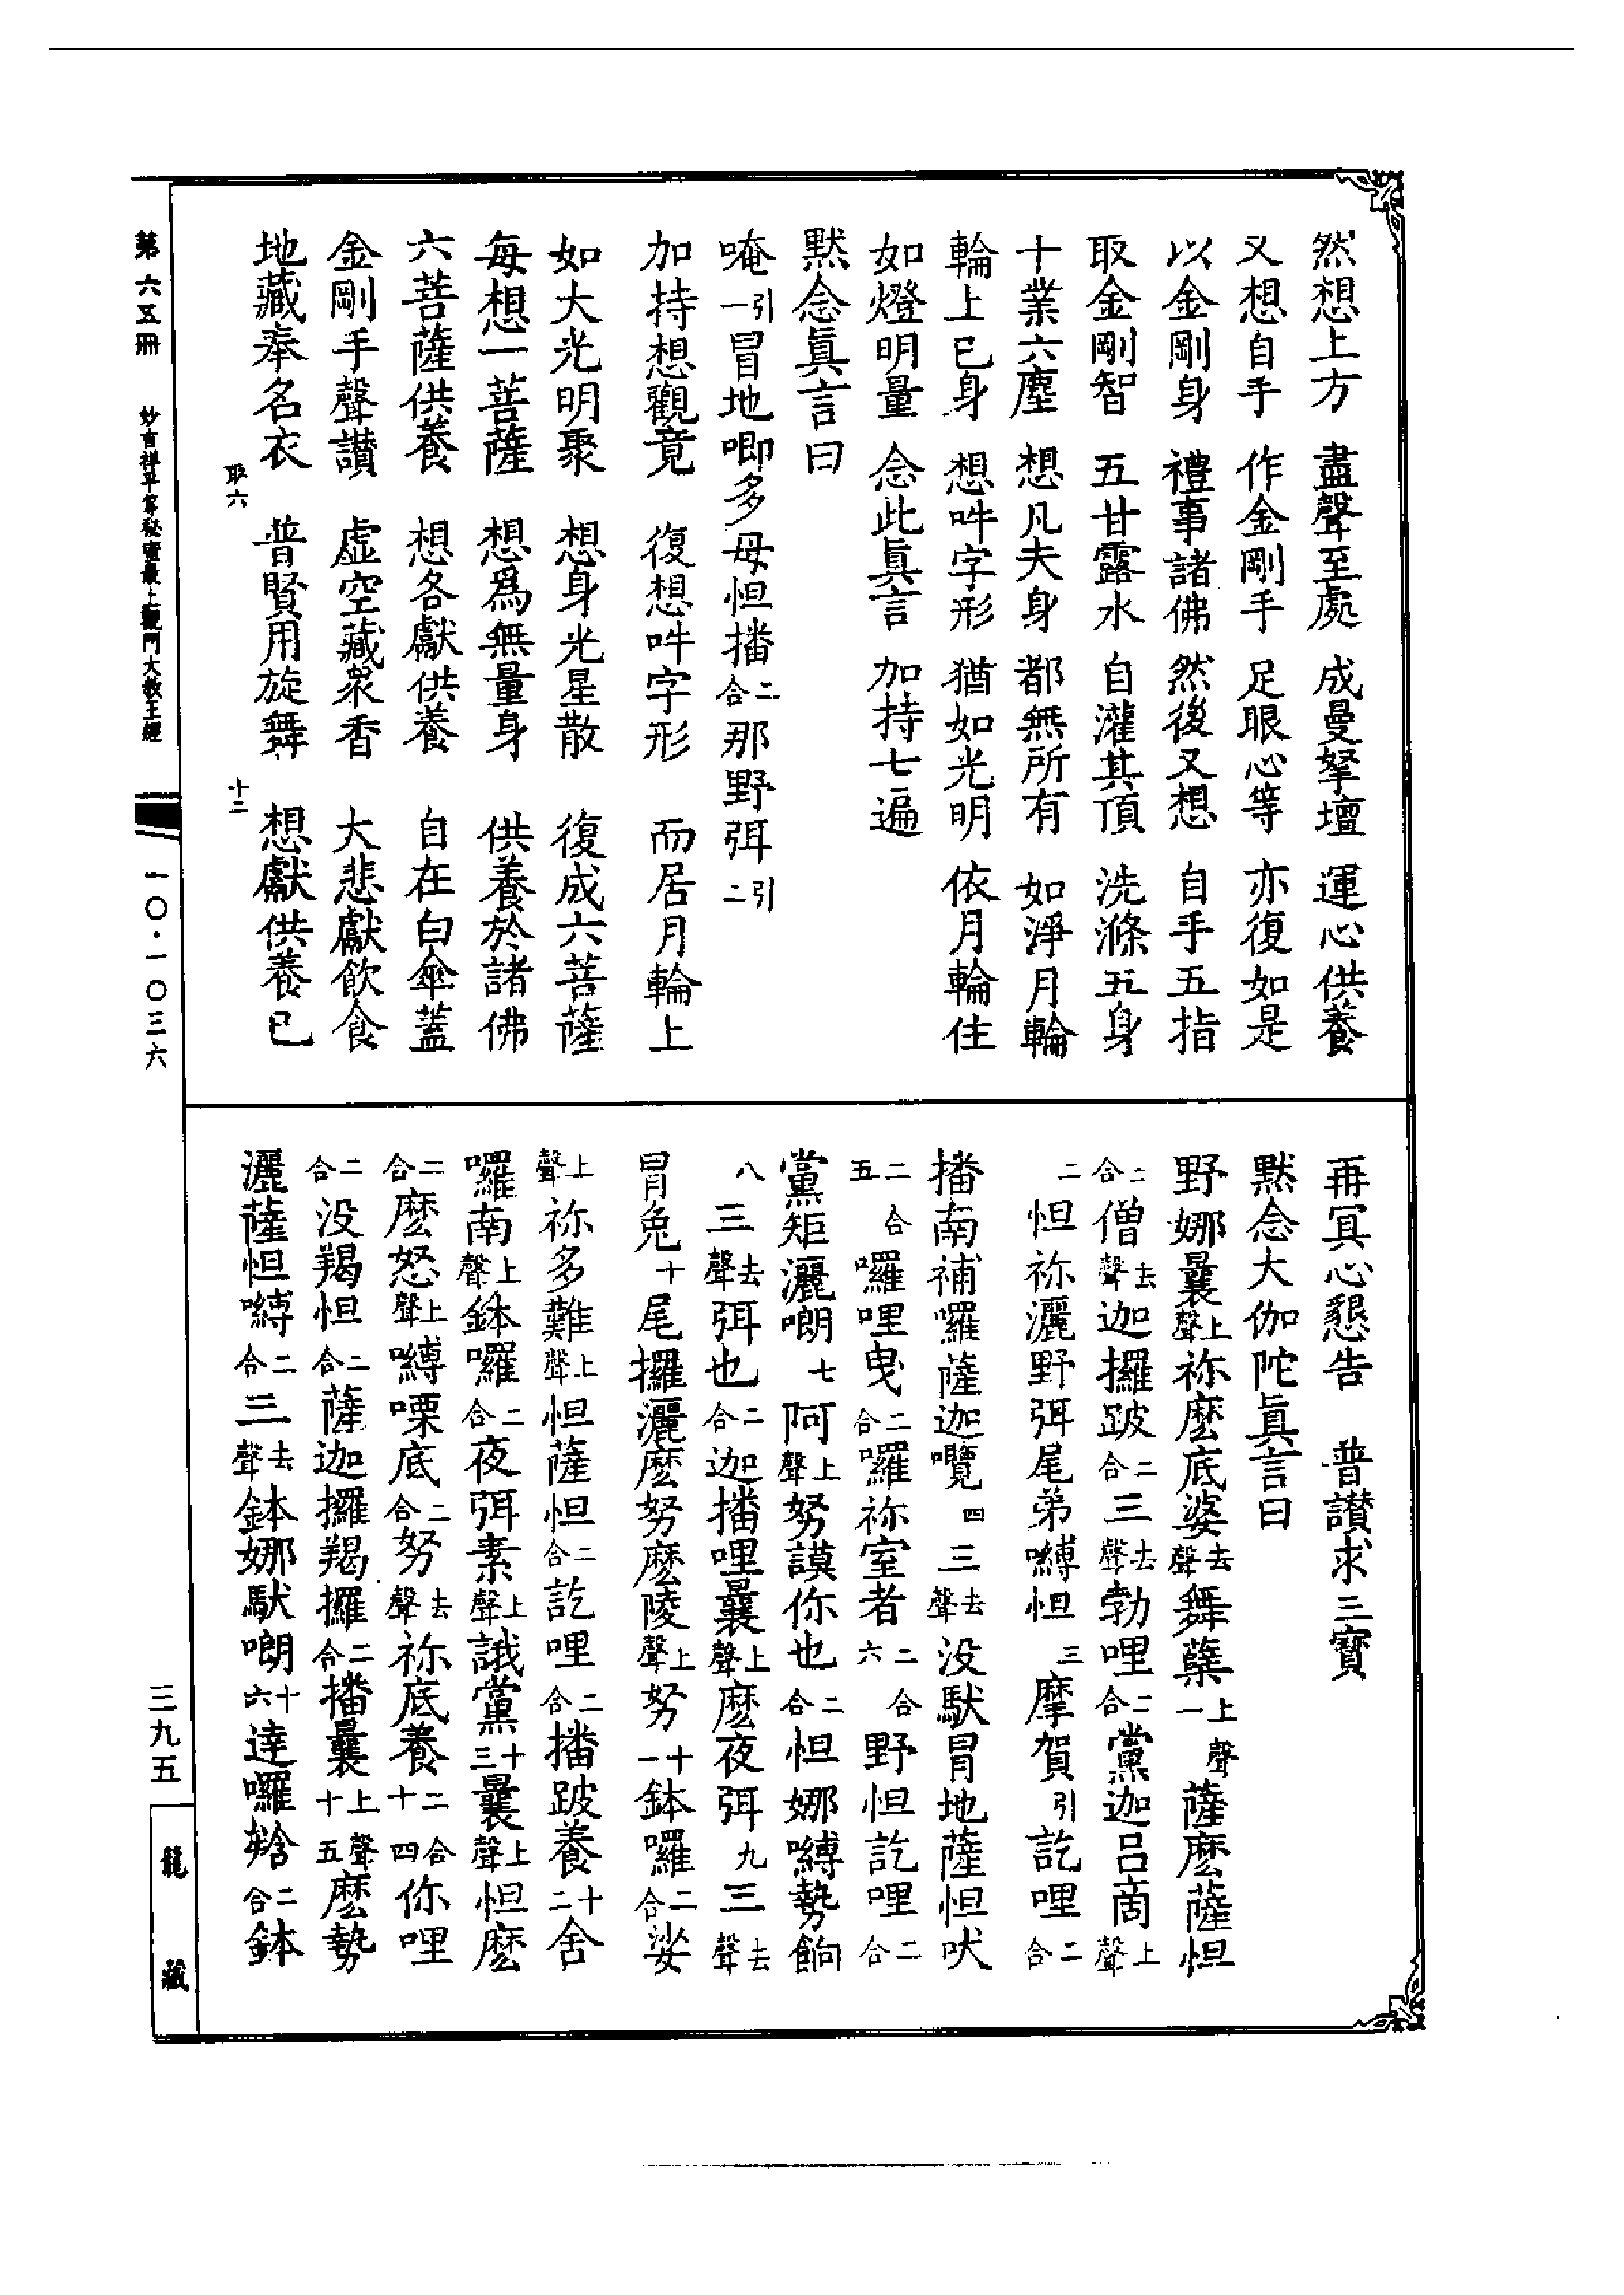 然想上方　盡聲至處　成曼拏壇　運心供養
又想自手　作金剛手　足眼心等　亦復如是
以金剛身　禮事諸佛　然後又想　自手五指
取金剛智　五甘露水　自灌其頂　洗滌五身
十業六塵　想凡夫身　都無所有　如淨月輪
輪上已身　想吽字形　猶如光明　依月輪住
如燈明量　念此真言　加持七遍
默念真言曰
唵引一冒地唧多母怛播二合那野弭引二
加持想觀竟　復想吽字形　而居月輪上
如大光明聚　想身光星散　復成六菩薩
每想一菩薩　想為無量身　供養於諸佛
六菩薩供養　想各獻供養　自在白傘蓋
金剛手聲讚　虛空藏眾香　大悲獻飲食
地藏奉名衣　普賢用旋舞　想獻供養已
取六　十二
再冥心懇告　普讚求三寶
默念大伽陀真言曰
野娜曩上聲祢麽底娑去聲舞蘖上聲一薩麽薩怛
二合僧去聲迦攞跛二合三去聲勃哩二合黨迦呂啇上聲
二怛祢灑野弭尾弟嚩怛三摩賀引訖哩二合
播南補囉薩迦嚂四三去聲没馱冒地薩怛吠
二合五囉哩曳二合囉祢室者二合六野怛訖哩二合
黨矩灑嘲七阿上聲努謨你也二合怛娜嚩勢餉
八三去聲弭也二合迦播哩曩上聲麽夜弭九三去聲
冒兔十尾攞灑麽努麽陵上聲努十一鉢囉二合娑
上聲祢多難上聲怛薩怛二合訖哩二合播跛養十二舍
囉南上聲鉢囉二合夜弭素上聲誐黨十三曩上聲怛麽
二合麽怒上聲嚩㗚底二合努去聲祢底養二合十四你哩
二合没羯怛二合薩迦攞羯攞二合播曩上聲十五麽勢
灑薩怛嚩二合三去聲鉢娜馱嘲十六達囉𤚥二合鉢
第六五冊　妙吉祥平等秘密最上觀門大教王經　一〇·一〇三六　三九五　龍藏